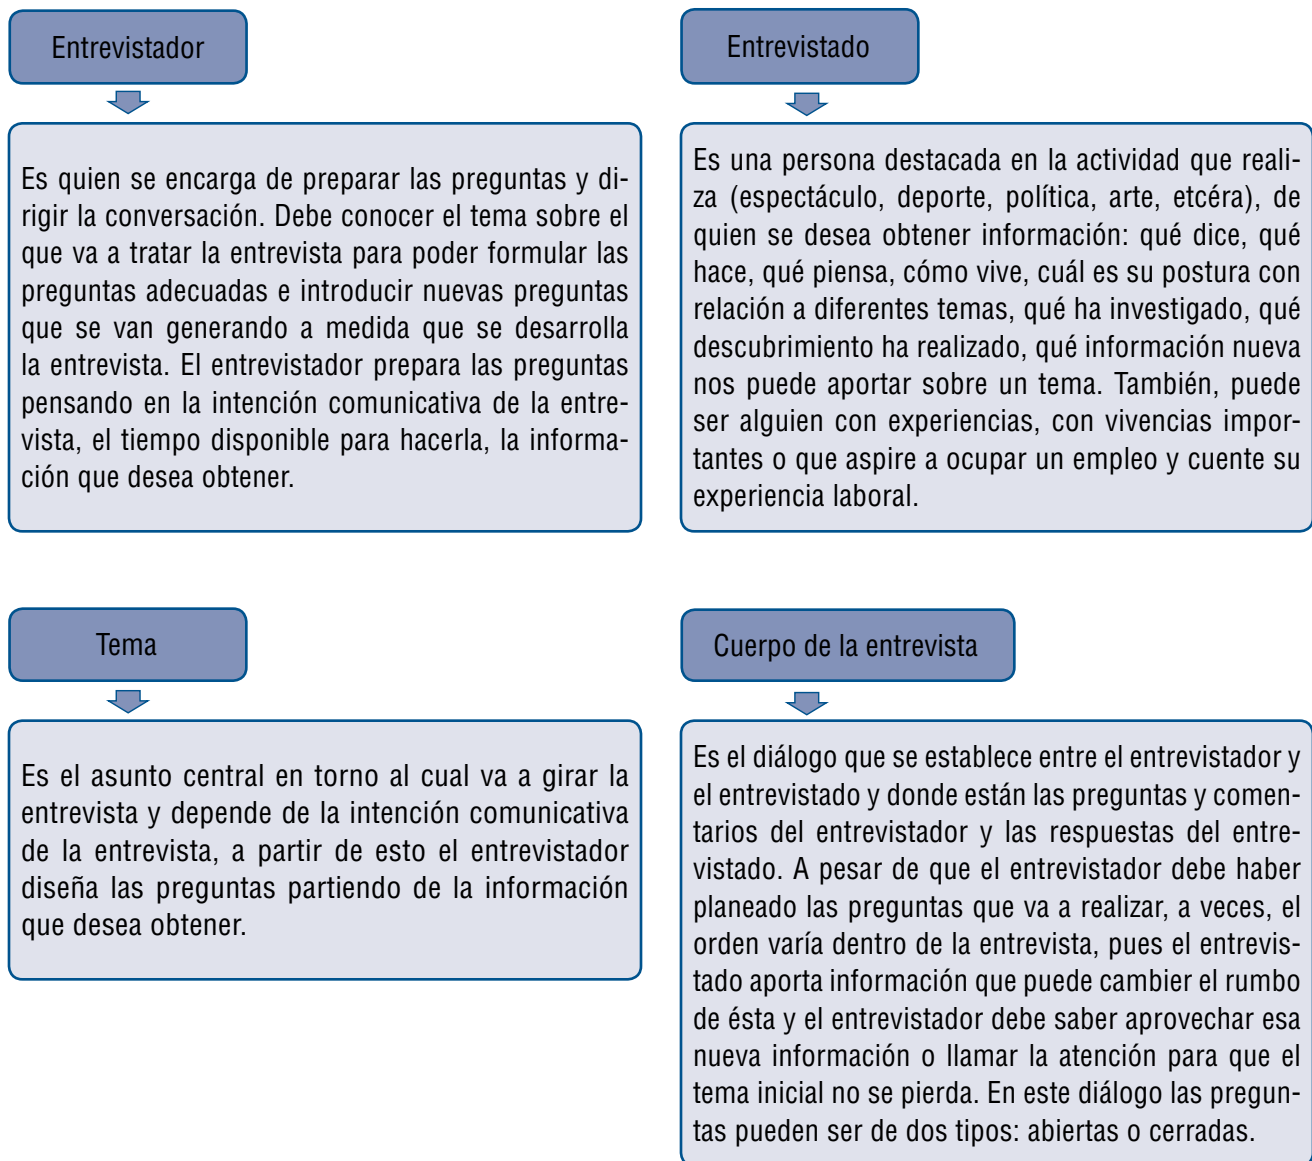 Entrevistador
Es quien se encarga de preparar las preguntas y di-
rigir la conversación. Debe conocer el tema sobre el
que va a tratar la entrevista para poder formular las
preguntas adecuadas e introducir nuevas preguntas
que se van generando a medida que se desarrolla
la entrevista. El entrevistador prepara las preguntas
pensando en la intención comunicativa de la entre-
vista, el tiempo disponible para hacerla, la informa-
ción que desea obtener.
Entrevistado
Es una persona destacada en la actividad que reali-
za (espectáculo, deporte, política, arte, etcéra), de
quien se desea obtener información: qué dice, qué
hace, qué piensa, cómo vive, cuál es su postura con
relación a diferentes temas, qué ha investigado, qué
descubrimiento ha realizado, qué información nueva
nos puede aportar sobre un tema. También, puede
ser alguien con experiencias, con vivencias impor-
tantes o que aspire a ocupar un empleo y cuente su
experiencia laboral.
Tema
Es el asunto central en torno al cual va a girar la
entrevista y depende de la intención comunicativa
de la entrevista, a partir de esto el entrevistador
diseña las preguntas partiendo de la información
que desea obtener.
Cuerpo de la entrevista
Es el diálogo que se establece entre el entrevistador y
el entrevistado y donde están las preguntas y comen-
tarios del entrevistador y las respuestas del entre-
vistado. A pesar de que el entrevistador debe haber
planeado las preguntas que va a realizar, a veces, el
orden varía dentro de la entrevista, pues el entrevis-
tado aporta información que puede cambier el rumbo
de ésta y el entrevistador debe saber aprovechar esa
nueva información o llamar la atención para que el
tema inicial no se pierda. En este diálogo las pregun-
tas pueden ser de dos tipos: abiertas o cerradas.